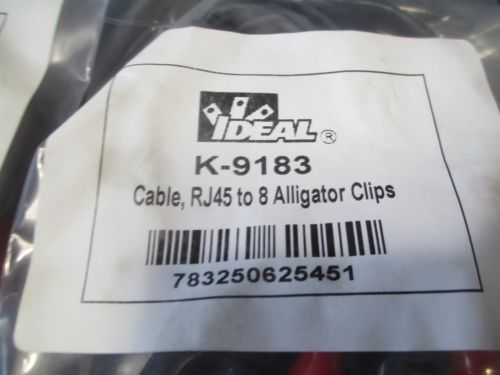 IDEAL®
K-9183
Cable, RJ45 to 8 Alligator Clips
783250625451